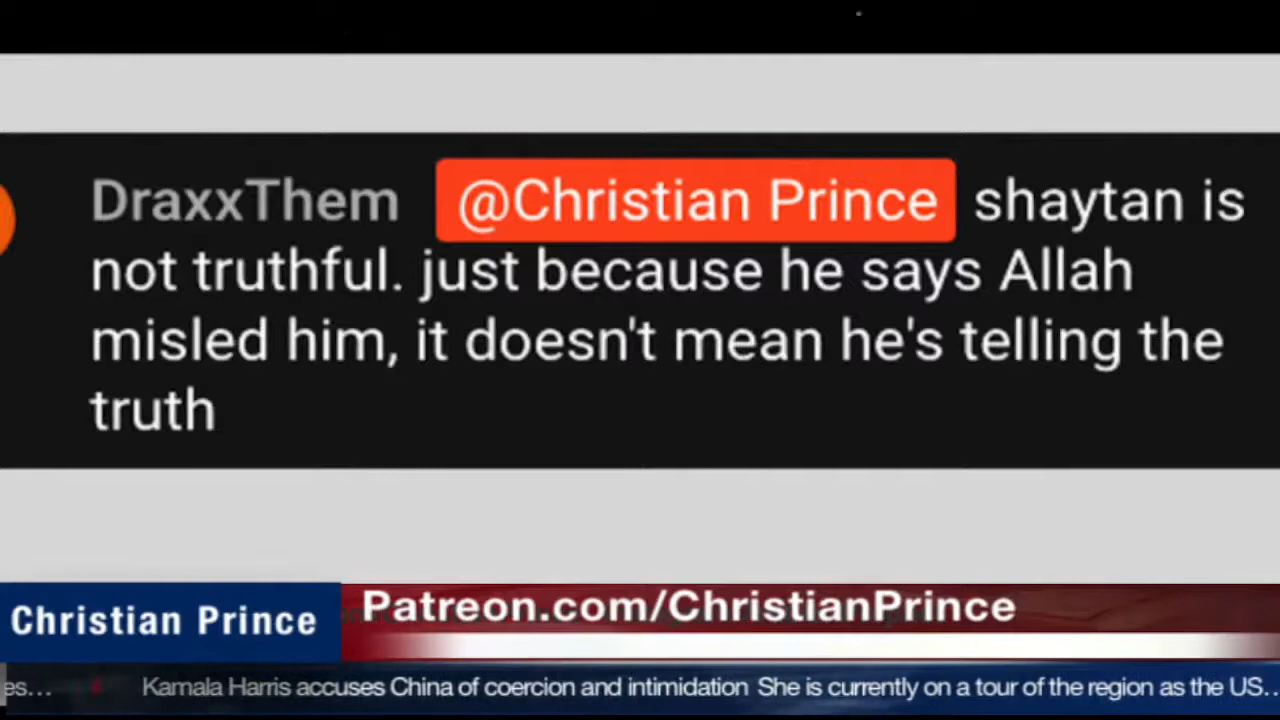 DraxxThem @Christian Prince shaytan is
not truthful. just because he says Allah
misled him, it doesn't mean he's telling the
truth
Christian Prince
Patreon.com/ChristianPrince
es... Kamala Harris accuses China of coercion and intimidation She is currently on a tour of the region as the US...